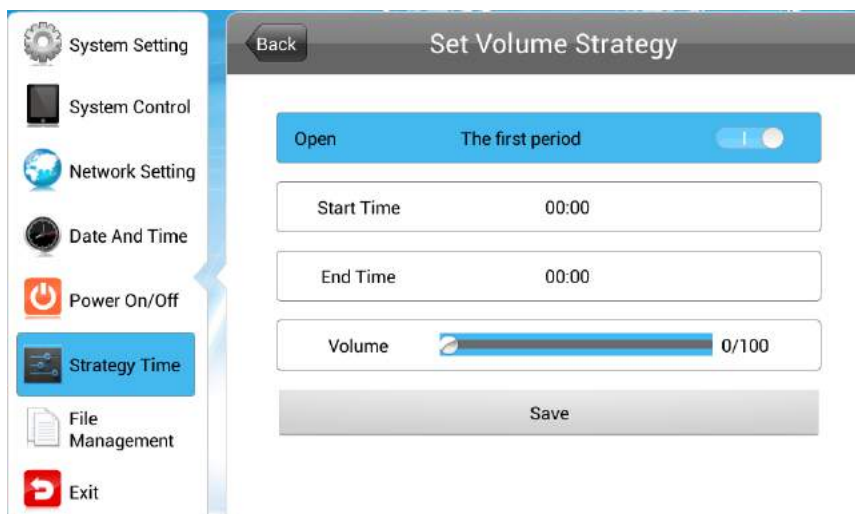 System Setting
System Control
Network Setting
Date And Time
Power On/Off
Strategy Time
File
Management
Exit
Back
Set Volume Strategy
Open The first period
Start Time 00:00
End Time 00:00
Volume 0/100
Save